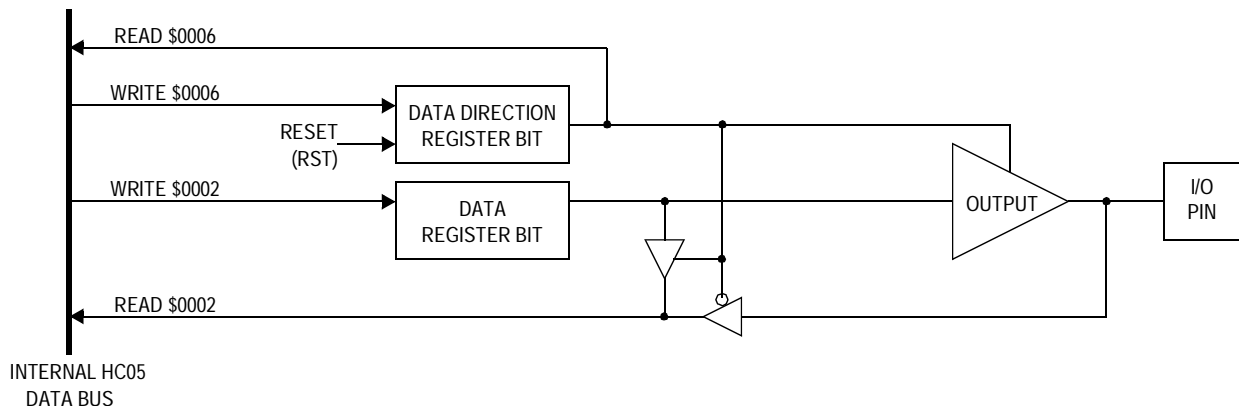 READ $0006
WRITE $0006
RESET
(RST)
DATA DIRECTION
REGISTER BIT
WRITE $0002
DATA
REGISTER BIT
OUTPUT
I/O
PIN
READ $0002
INTERNAL HC05
DATA BUS